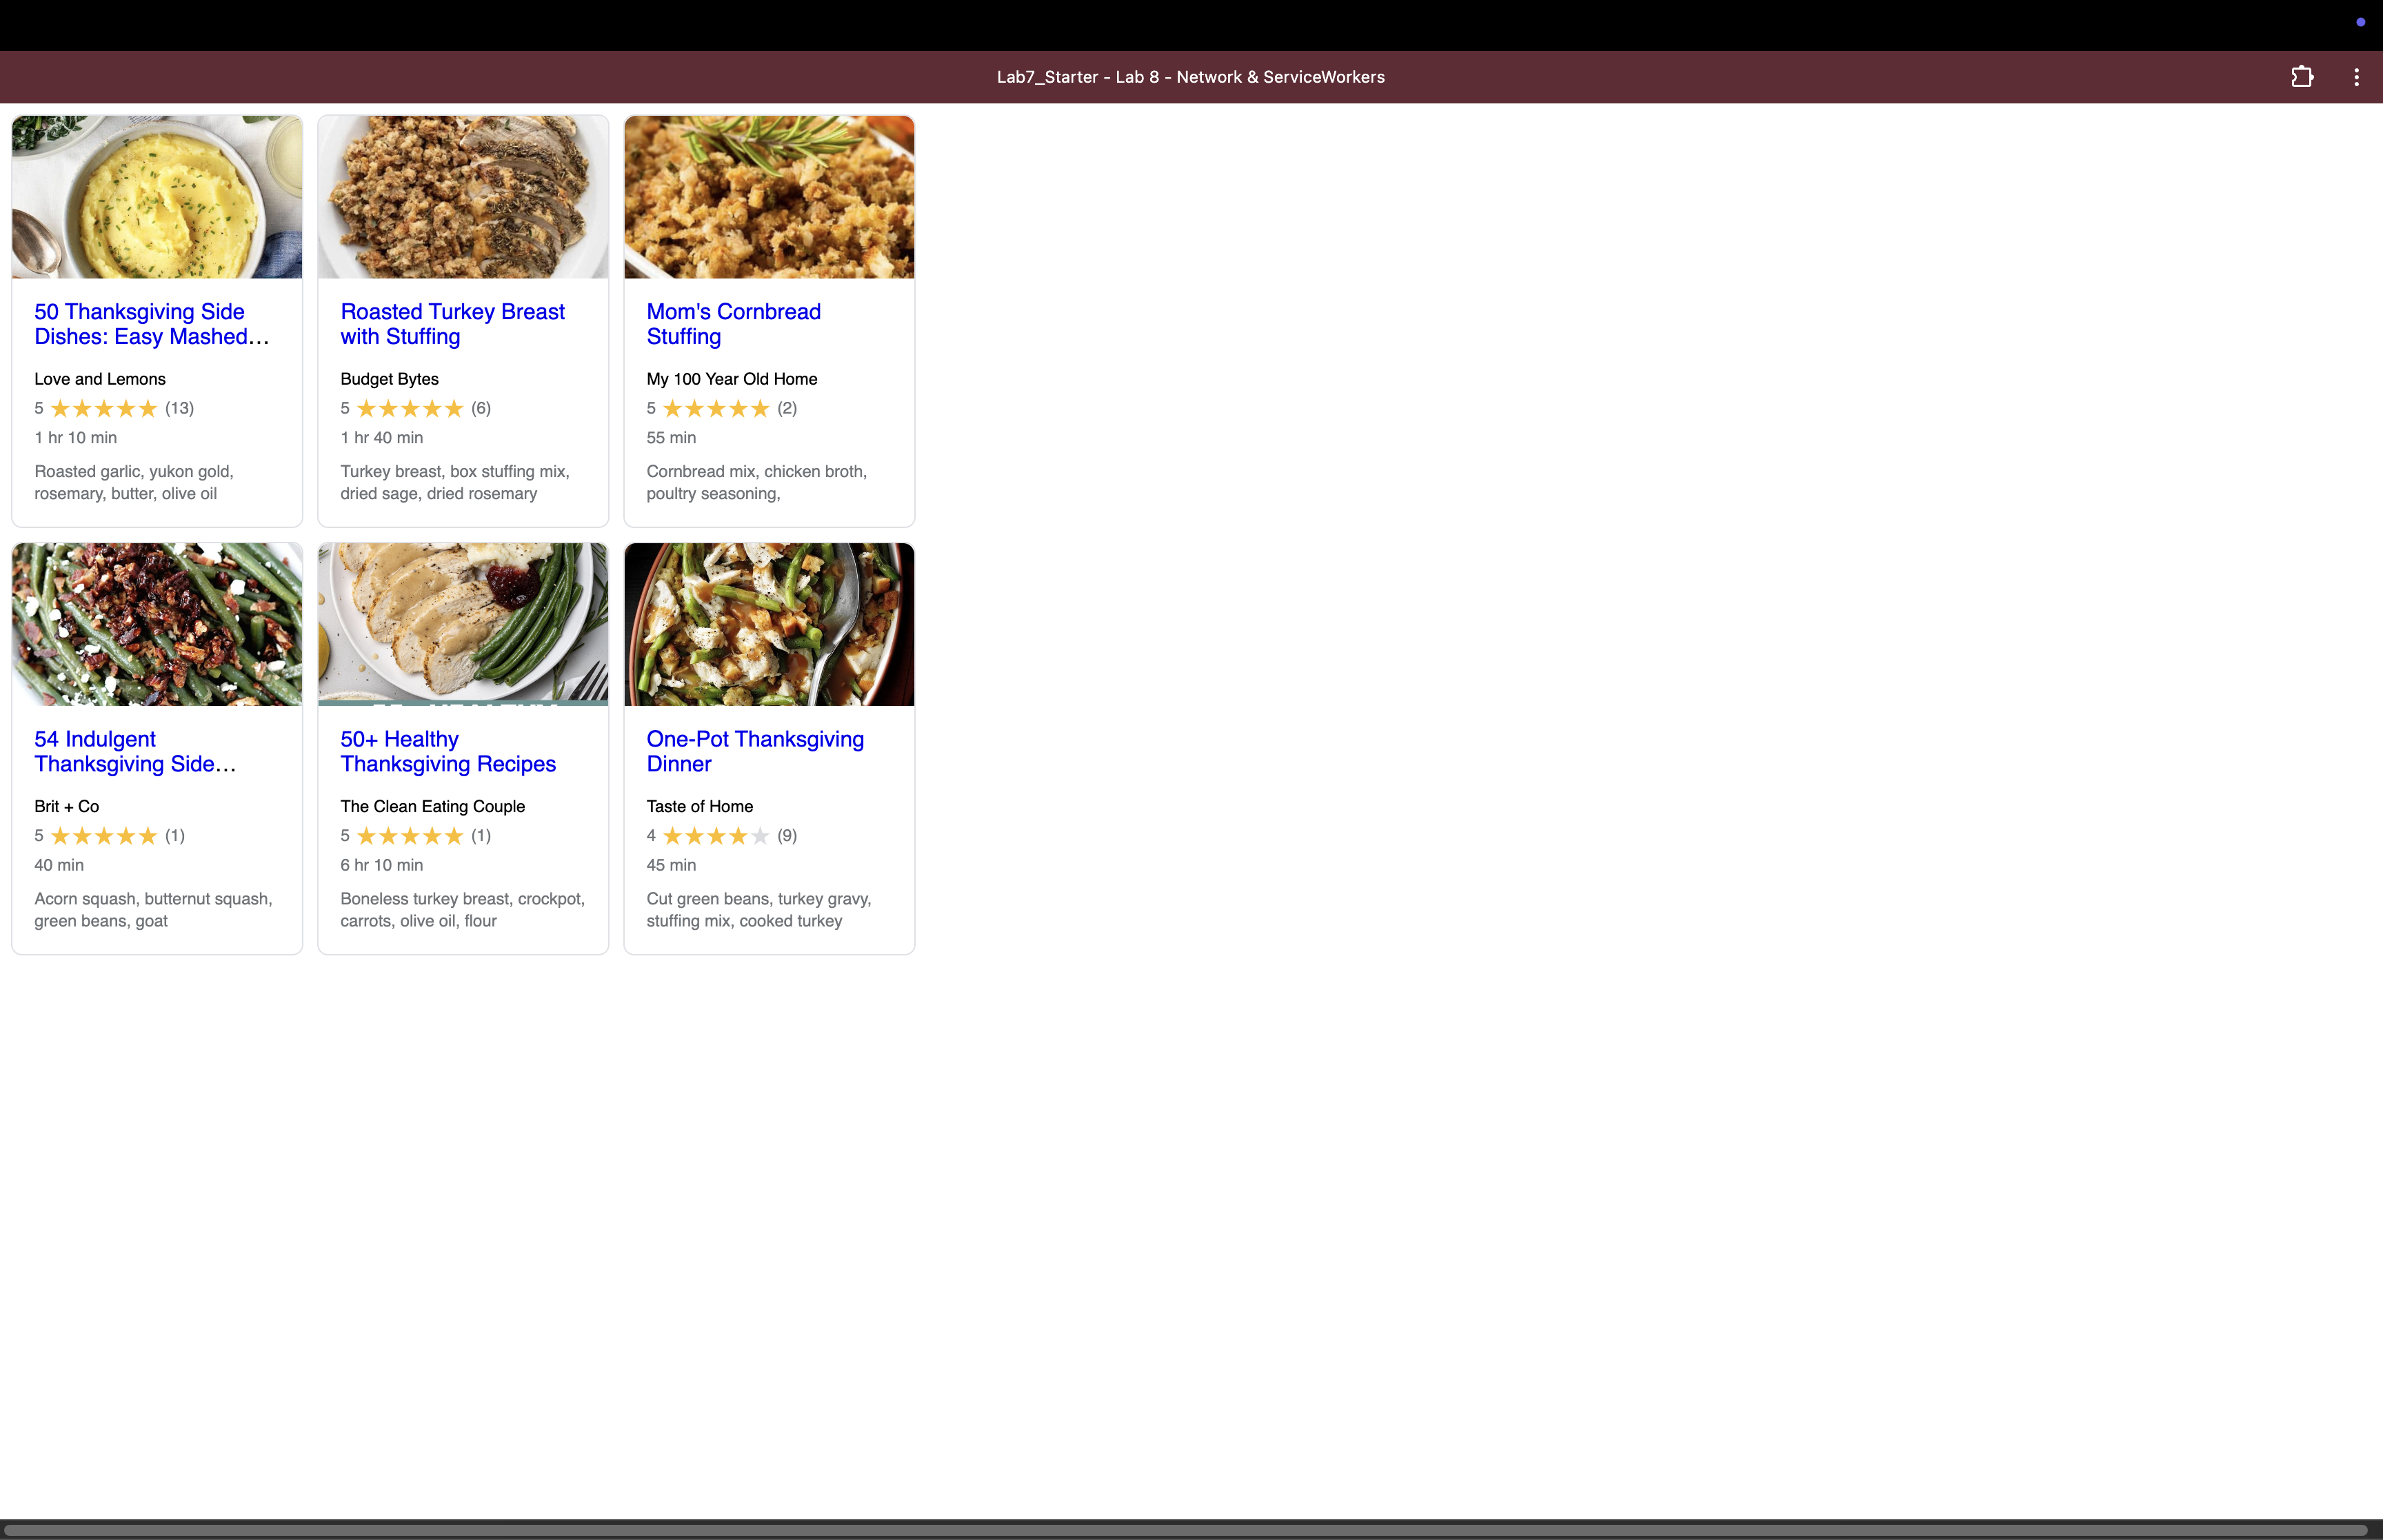 Lab7_Starter - Lab 8 - Network & ServiceWorkers
50 Thanksgiving Side
Dishes: Easy Mashed…
Love and Lemons
5 ★★★★★ (13)
1 hr 10 min
Roasted garlic, yukon gold,
rosemary, butter, olive oil
Roasted Turkey Breast
with Stuffing
Budget Bytes
5 ★★★★★ (6)
1 hr 40 min
Turkey breast, box stuffing mix,
dried sage, dried rosemary
Mom's Cornbread
Stuffing
My 100 Year Old Home
5 ★★★★★ (2)
55 min
Cornbread mix, chicken broth,
poultry seasoning,
54 Indulgent
Thanksgiving Side…
Brit + Co
5 ★★★★★ (1)
40 min
Acorn squash, butternut squash,
green beans, goat
50+ Healthy
Thanksgiving Recipes
The Clean Eating Couple
5 ★★★★★ (1)
6 hr 10 min
Boneless turkey breast, crockpot,
carrots, olive oil, flour
One-Pot Thanksgiving
Dinner
Taste of Home
4 ★★★★★ (9)
45 min
Cut green beans, turkey gravy,
stuffing mix, cooked turkey